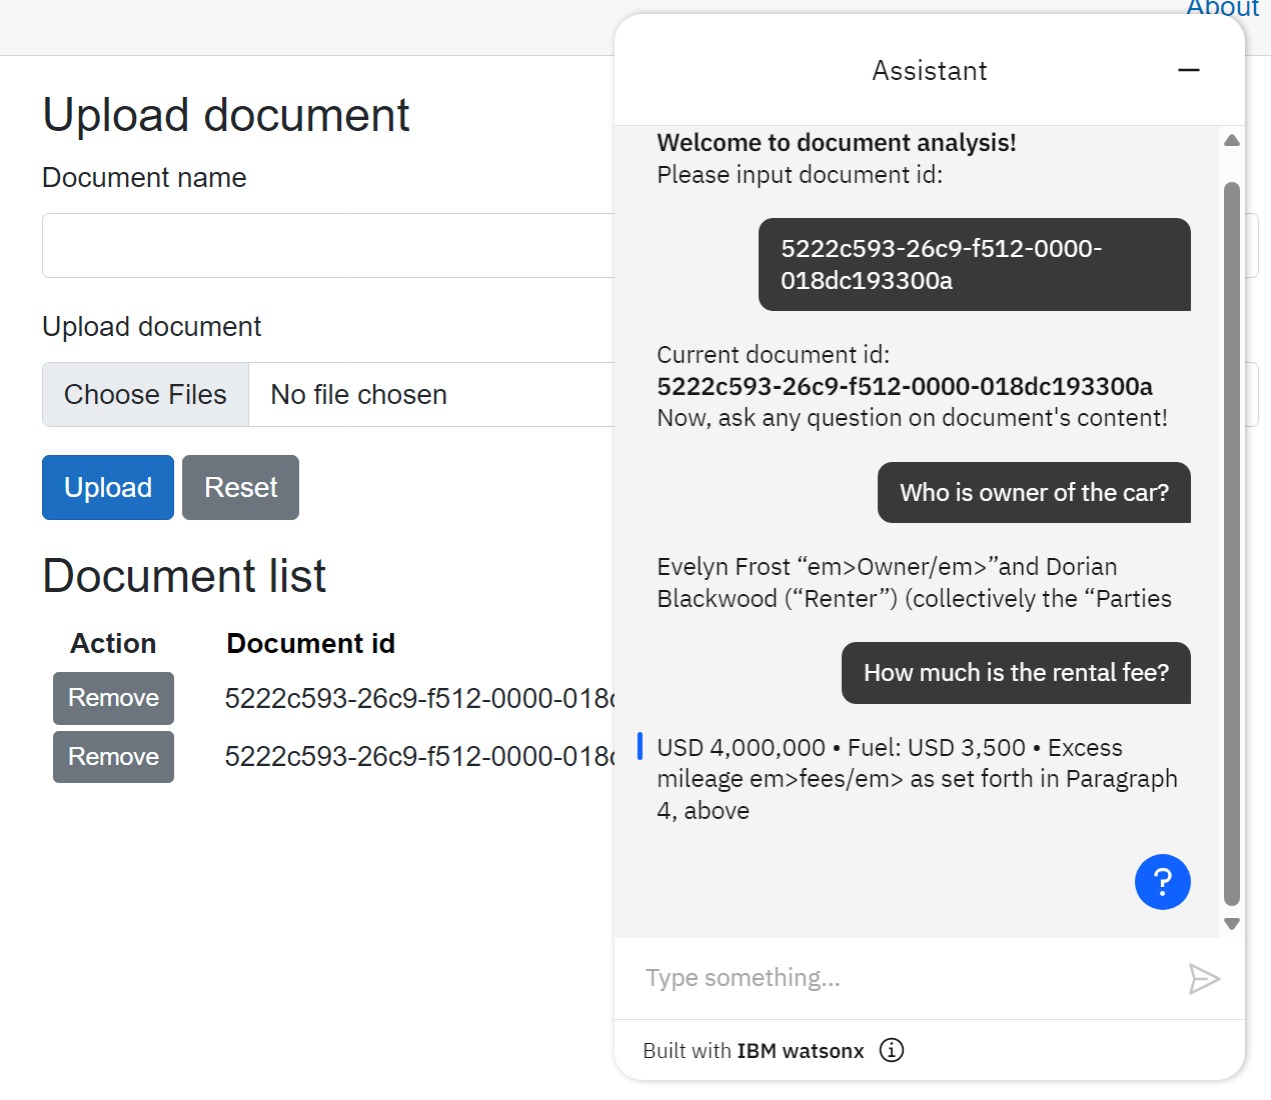 About
Upload document
Document name
Upload document
Choose Files No file chosen
Upload Reset
Document list
Action Document id
Remove 5222c593-26c9-f512-0000-018
Remove 5222c593-26c9-f512-0000-018
Assistant
Welcome to document analysis!
Please input document id:
5222c593-26c9-f512-0000-
018dc193300a
Current document id:
5222c593-26c9-f512-0000-018dc193300a
Now, ask any question on document's content!
Who is owner of the car?
Evelyn Frost “em>Owner/em>”and Dorian
Blackwood (“Renter”) (collectively the “Parties
How much is the rental fee?
USD 4,000,000 • Fuel: USD 3,500 • Excess
mileage em>fees/em> as set forth in Paragraph
4, above
?
Type something...
Built with IBM watsonx